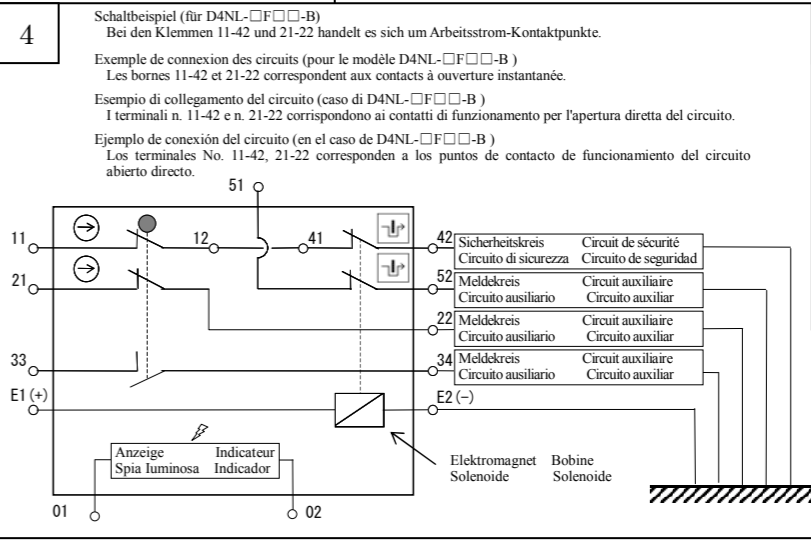 4
Schaltbeispiel (für D4NL-□F□□-B)
Bei den Klemmen 11-42 und 21-22 handelt es sich um Arbeitsstrom-Kontaktpunkte.
Exemple de connexion des circuits (pour le modèle D4NL-□F□□-B )
Les bornes 11-42 et 21-22 correspondent aux contacts à ouverture instantanée.
Esempio di collegamento del circuito (caso di D4NL-□F□□-B )
I terminali n. 11-42 e n. 21-22 corrispondono ai contatti di funzionamento per l'apertura diretta del circuito.
Ejemplo de conexión del circuito (en el caso de D4NL-□F□□-B )
Los terminales No. 11-42, 21-22 corresponden a los puntos de contacto de funcionamiento del circuito
abierto directo.
51
11 12 41 42
Sicherheitskreis Circuit de sécurité
Circuito di sicurezza Circuito de seguridad
21 52
Meldekreis Circuit auxiliaire
Circuito ausiliario Circuito auxiliar
22
Meldekreis Circuit auxiliaire
Circuito ausiliario Circuito auxiliar
33 34
Meldekreis Circuit auxiliaire
Circuito ausiliario Circuito auxiliar
E1 (+) E2 (−)
Anzeige Indicateur
Spia Iuminosa Indicador
Elektromagnet Bobine
Solenoide Solenoide
01 02